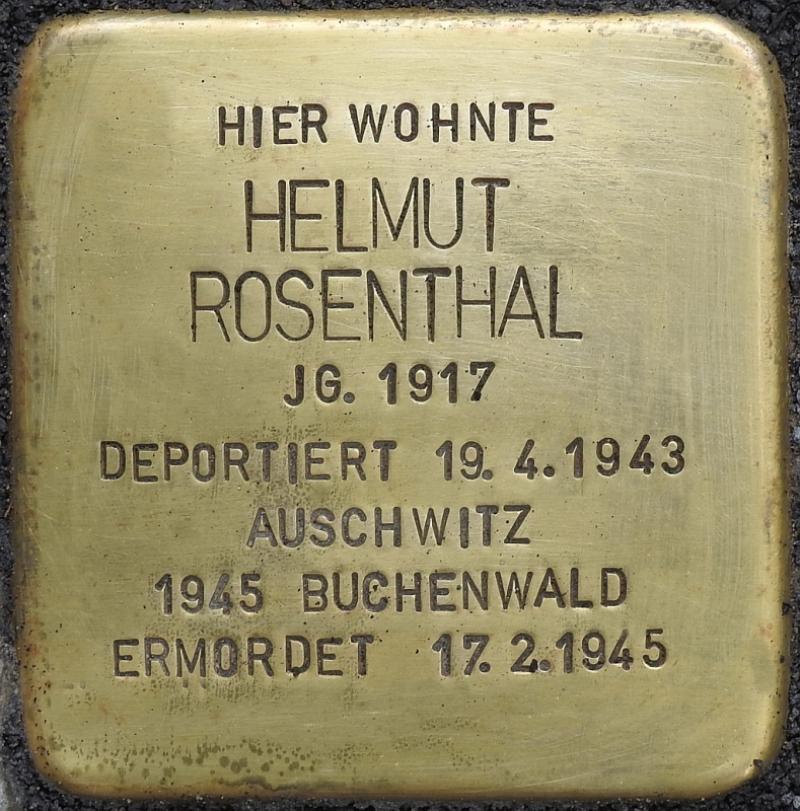 HIER WOHNTE
HELMUT
ROSENTHAL
JG. 1917
DEPORTIERT 19. 4. 1943
AUSCHWITZ
1945 BUCHENWALD
ERMORDET 17. 2. 1945